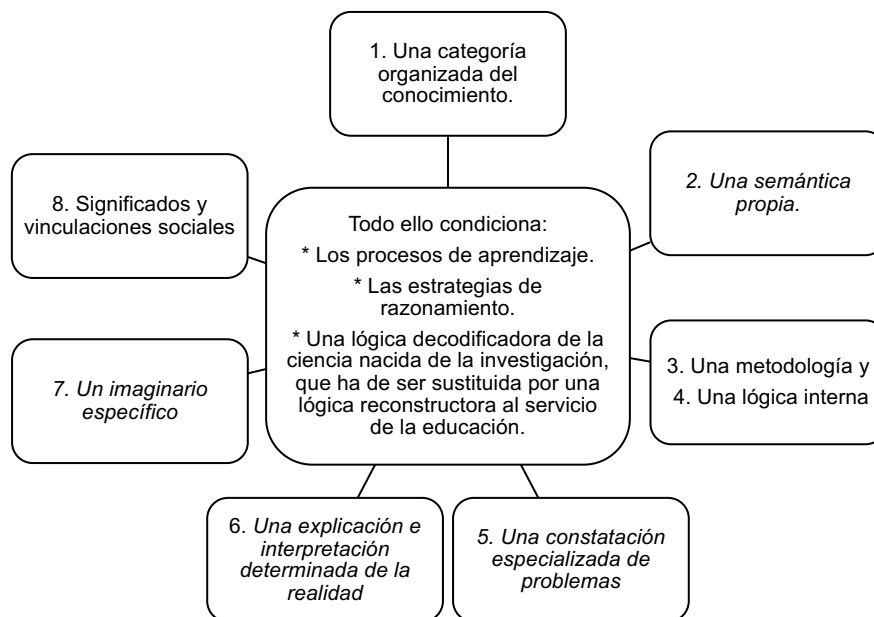 1. Una categoría
organizada del
conocimiento.
2. Una semántica
propia.
3. Una metodología y
4. Una lógica interna
5. Una constatación
especializada de
problemas
6. Una explicación e
interpretación
determinada de la
realidad
7. Un imaginario
específico
8. Significados y
vinculaciones sociales
Todo ello condiciona:
* Los procesos de aprendizaje.
* Las estrategias de
razonamiento.
* Una lógica decodificadora de la
ciencia nacida de la investigación,
que ha de ser sustituida por una
lógica reconstructora al servicio
de la educación.